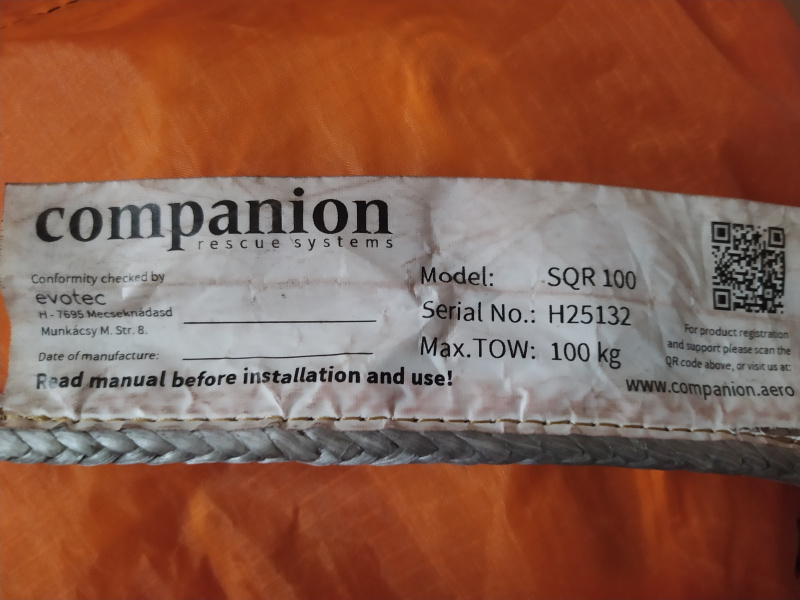 companion
rescue systems
Conformity checked by
evotec
H - 7695 Mecseknádasd
Munkácsy M. Str. 8.
Date of manufacture:
Read manual before installation and use!
Model: SQR 100
Serial No.: H25132
Max.TOW: 100 kg
For product registration
and support please scan the
QR code above, or visit us at:
www.companion.aero